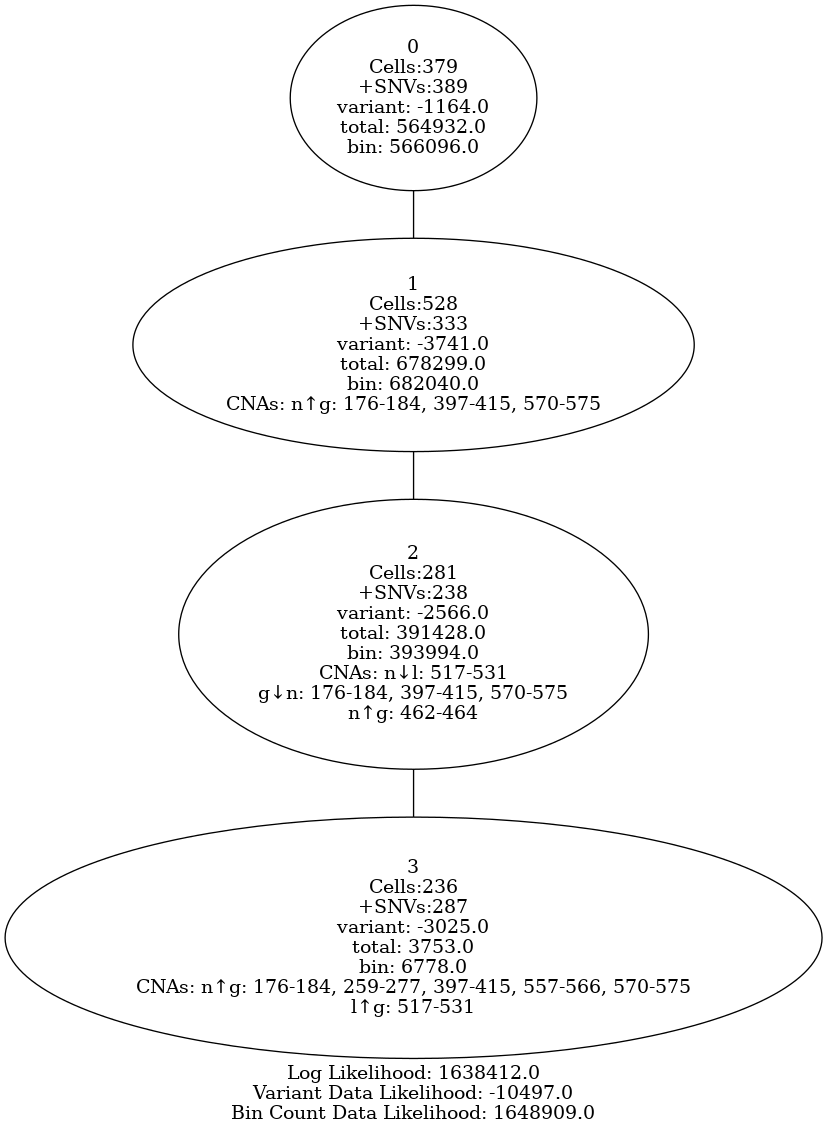 0
Cells:379
+SNVs:389
variant: -1164.0
total: 564932.0
bin: 566096.0
1
Cells:528
+SNVs:333
variant: -3741.0
total: 678299.0
bin: 682040.0
CNAs: n↑g: 176-184, 397-415, 570-575
2
Cells:281
+SNVs:238
variant: -2566.0
total: 391428.0
bin: 393994.0
CNAs: n↓l: 517-531
g↓n: 176-184, 397-415, 570-575
n↑g: 462-464
3
Cells:236
+SNVs:287
variant: -3025.0
total: 3753.0
bin: 6778.0
CNAs: n↑g: 176-184, 259-277, 397-415, 557-566, 570-575
l↑g: 517-531
Log Likelihood: 1638412.0
Variant Data Likelihood: -10497.0
Bin Count Data Likelihood: 1648909.0